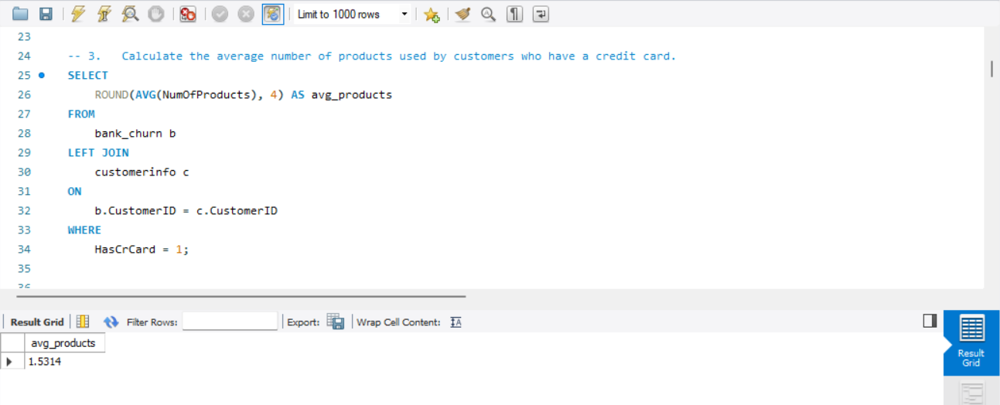 Limit to 1000 rows
23
24 -- 3. Calculate the average number of products used by customers who have a credit card.
25 SELECT
26 ROUND(AVG(NumOfProducts), 4) AS avg_products
27 FROM
28 bank_churn b
29 LEFT JOIN
30 customerinfo c
31 ON
32 b.CustomerID = c.CustomerID
33 WHERE
34 HasCrCard = 1;
35
36
Result Grid Filter Rows: Export: Wrap Cell Content: IA
avg_products
1.5314
Result
Grid